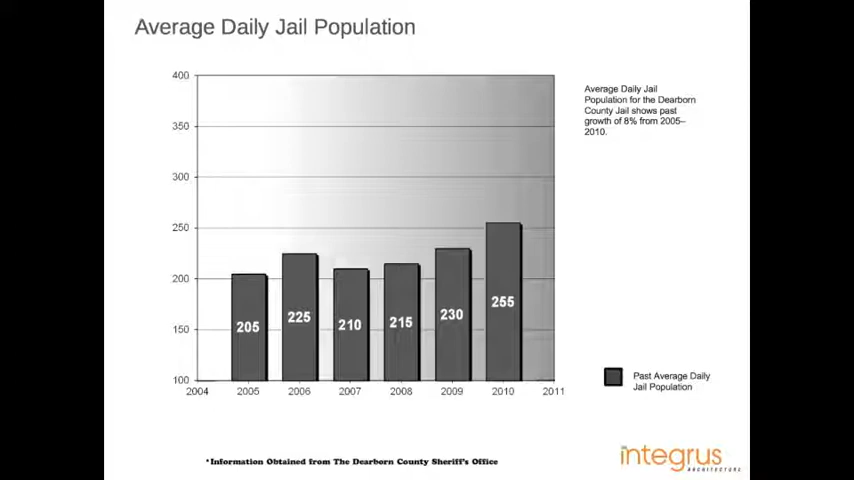 Average Daily Jail Population
400
350
300
250
200
150
100
205
225
210
215
230
255
2004 2005 2006 2007 2008 2009 2010 2011
Average Daily Jail
Population for the Dearborn
County Jail shows past
growth of 8% from 2005–
2010.
Past Average Daily
Jail Population
*Information Obtained from The Dearborn County Sheriff's Office
integrus
ARCHITECTURE